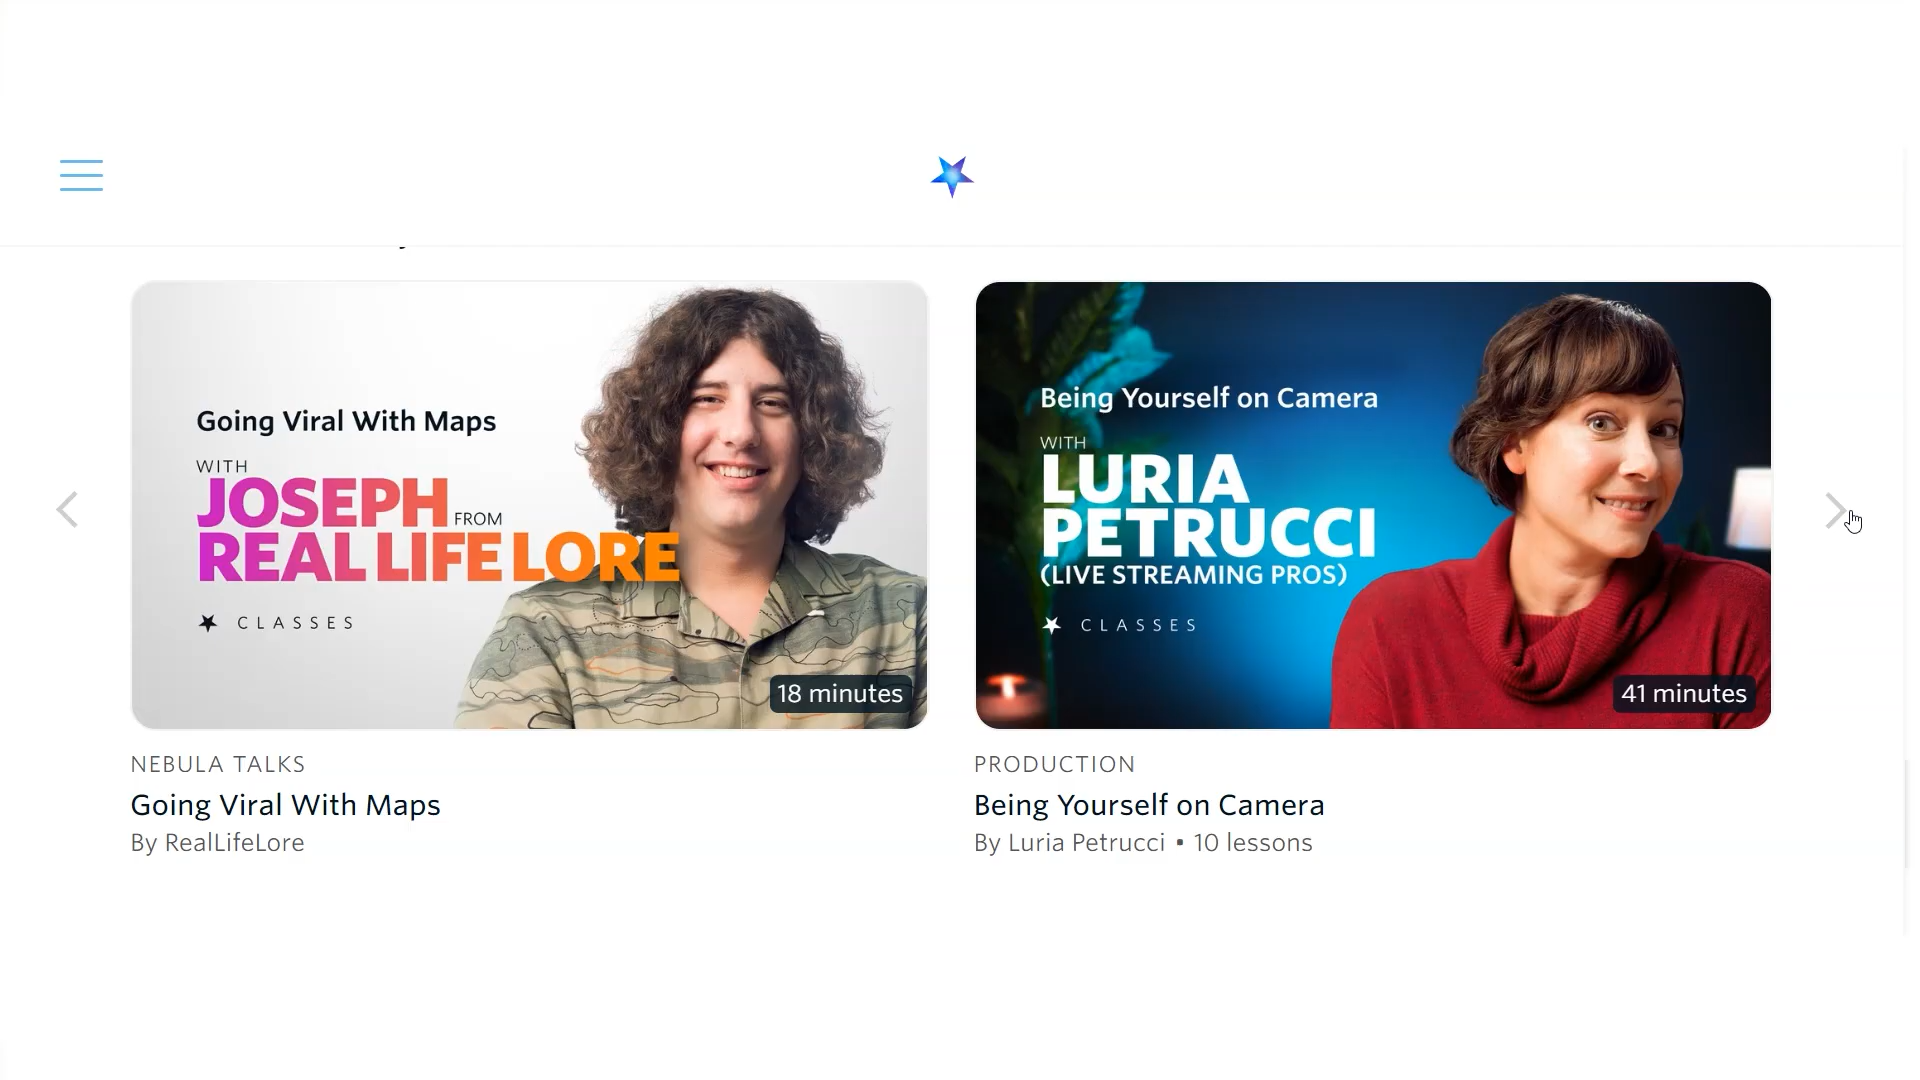 Going Viral With Maps
WITH
JOSEPH FROM
REAL LIFE LORE
CLASSES
18 minutes
NEBULA TALKS
Going Viral With Maps
By RealLifeLore
Being Yourself on Camera
WITH
LURIA
PETRUCCI
(LIVE STREAMING PROS)
CLASSES
41 minutes
PRODUCTION
Being Yourself on Camera
By Luria Petrucci • 10 lessons